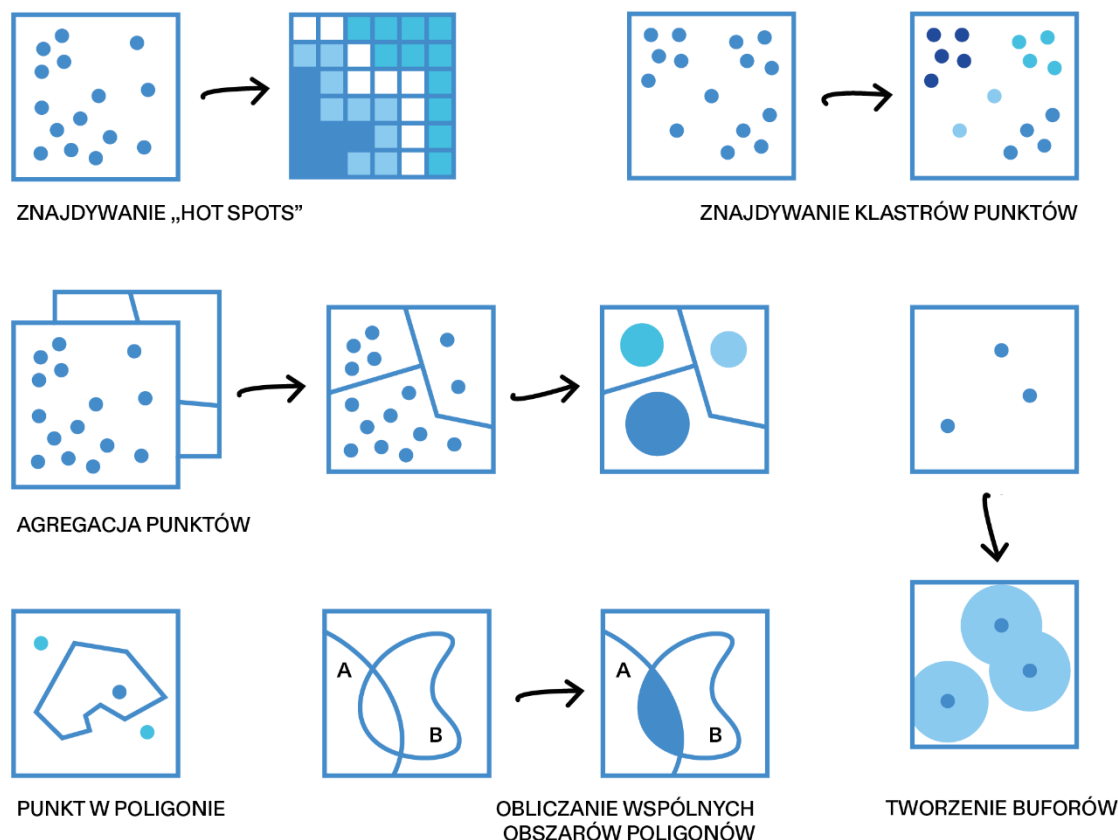 ZNAJDYWANIE „HOT SPOTS”
ZNAJDYWANIE KLASTRÓW PUNKTÓW
AGREGACJA PUNKTÓW
A
B
A
B
PUNKT W POLIGONIE
OBLICZANIE WSPÓLNYCH
OBSZARÓW POLIGONÓW
TWORZENIE BUFORÓW